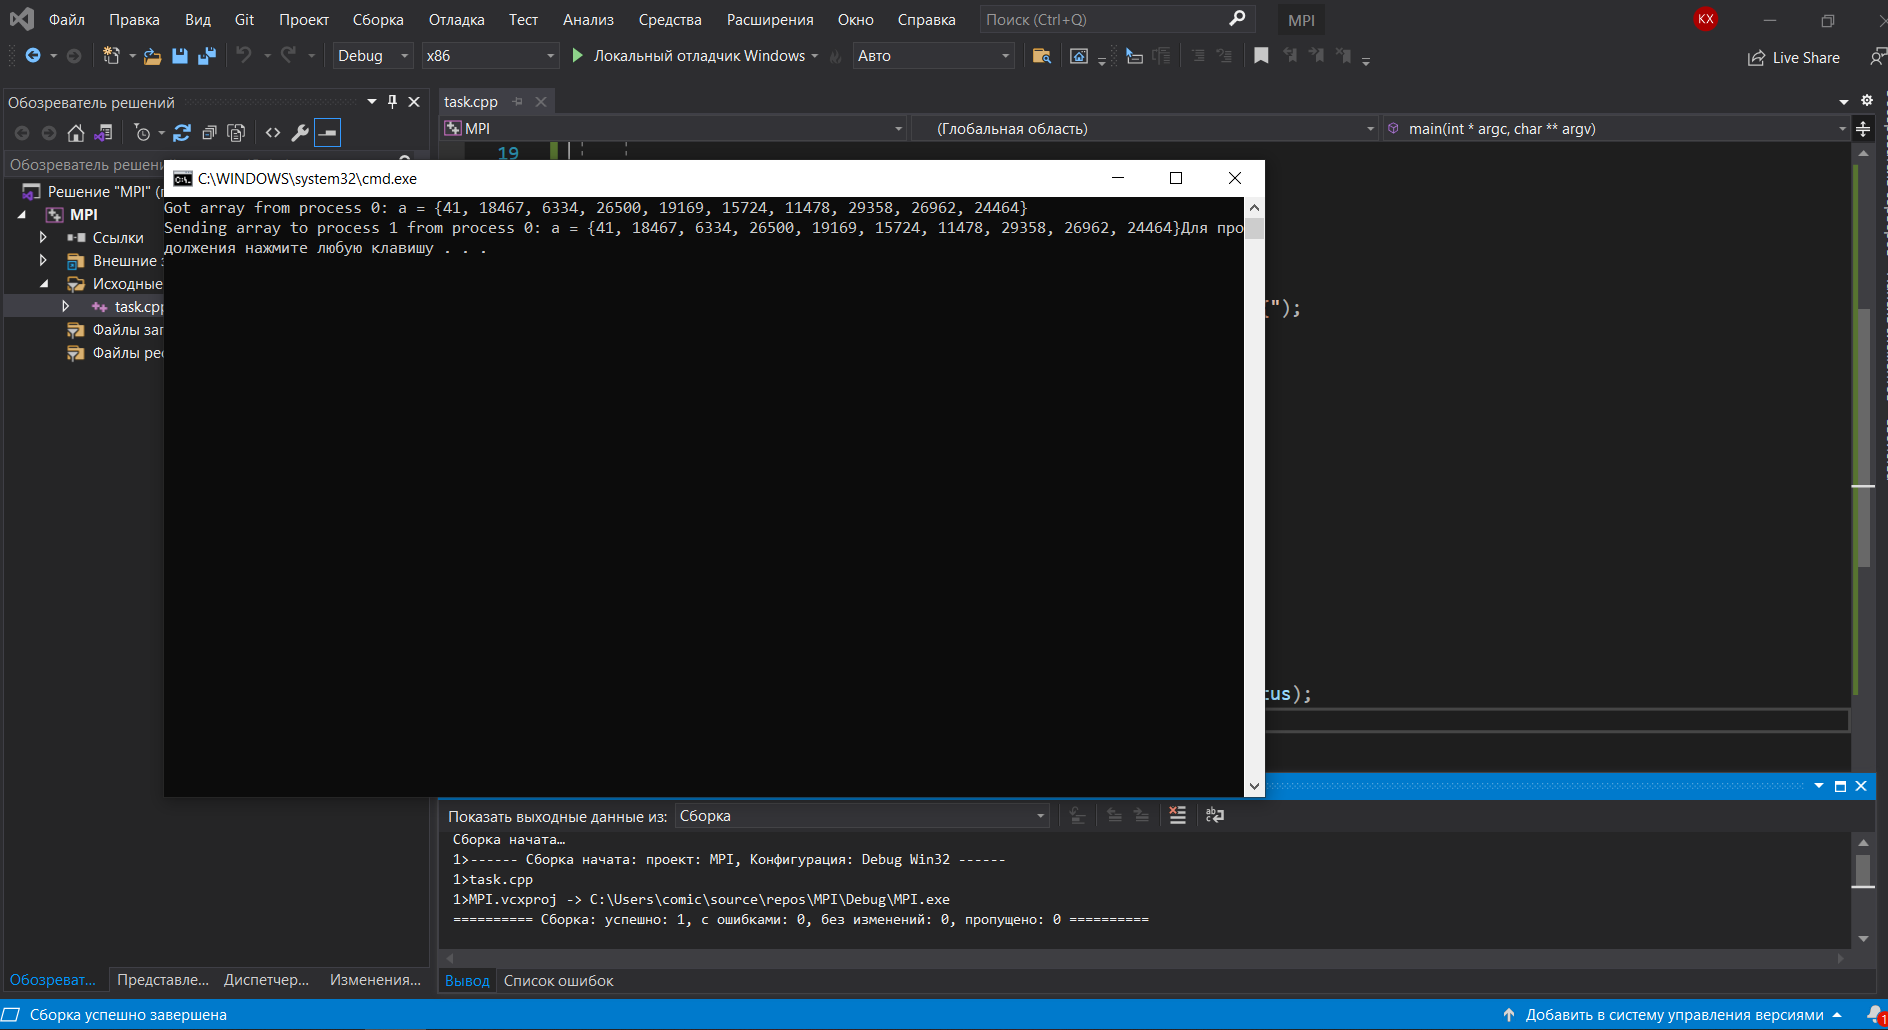 Файл Правка Вид Git Проект Сборка Отладка Тест Анализ Средства Расширения Окно Справка Поиск (Ctrl+Q) MPI KX
Debug x86 Локальный отладчик Windows Авто Live Share
Обозреватель решений
task.cpp
MPI (Глобальная область) main(int * argc, char ** argv)
19
Обозреватель решени
C:\WINDOWS\system32\cmd.exe
Got array from process 0: a = {41, 18467, 6334, 26500, 19169, 15724, 11478, 29358, 26962, 24464}
Sending array to process 1 from process 0: a = {41, 18467, 6334, 26500, 19169, 15724, 11478, 29358, 26962, 24464}Для про
должения нажмите любую клавишу . . .
Решение "MPI" (
MPI
Ссылки
Внешние
Исходные
task.cpp
Файлы заг
Файлы рес
");
tus);
Показать выходные данные из: Сборка
Сборка начата…
1>------ Сборка начата: проект: MPI, Конфигурация: Debug Win32 ------
1>task.cpp
1>MPI.vcxproj -> C:\Users\comic\source\repos\MPI\Debug\MPI.exe
========== Сборка: успешно: 1, с ошибками: 0, без изменений: 0, пропущено: 0 ==========
Обозреват... Представле... Диспетчер... Изменения...
Вывод Список ошибок
Сборка успешно завершена
Добавить в систему управления версиями 1